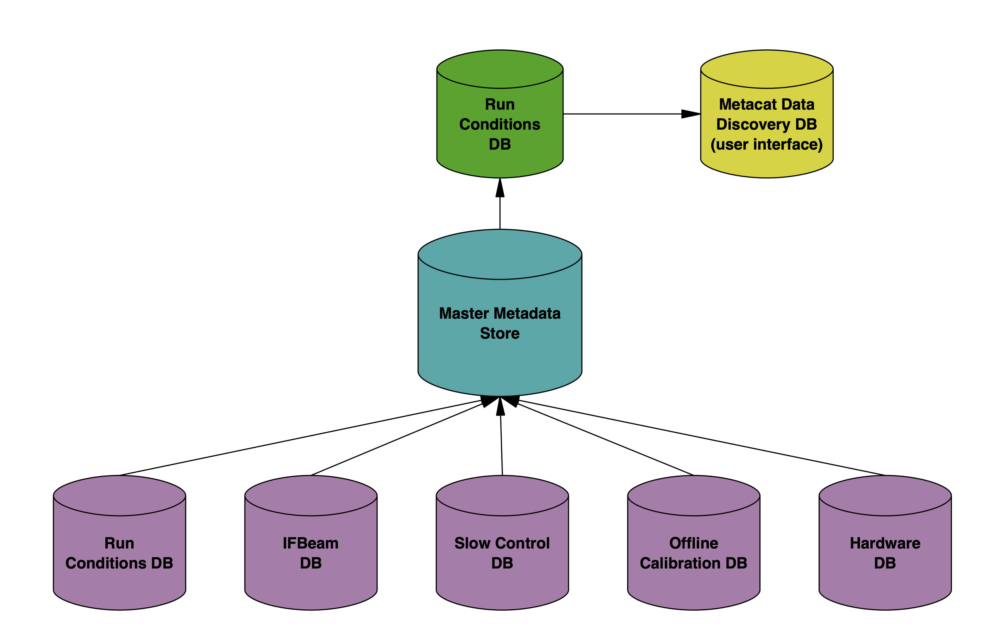 Run
Conditions
DB
Metacat Data
Discovery DB
(user interface)
Master Metadata
Store
Run
Conditions DB
IFBeam
DB
Slow Control
DB
Offline
Calibration DB
Hardware
DB